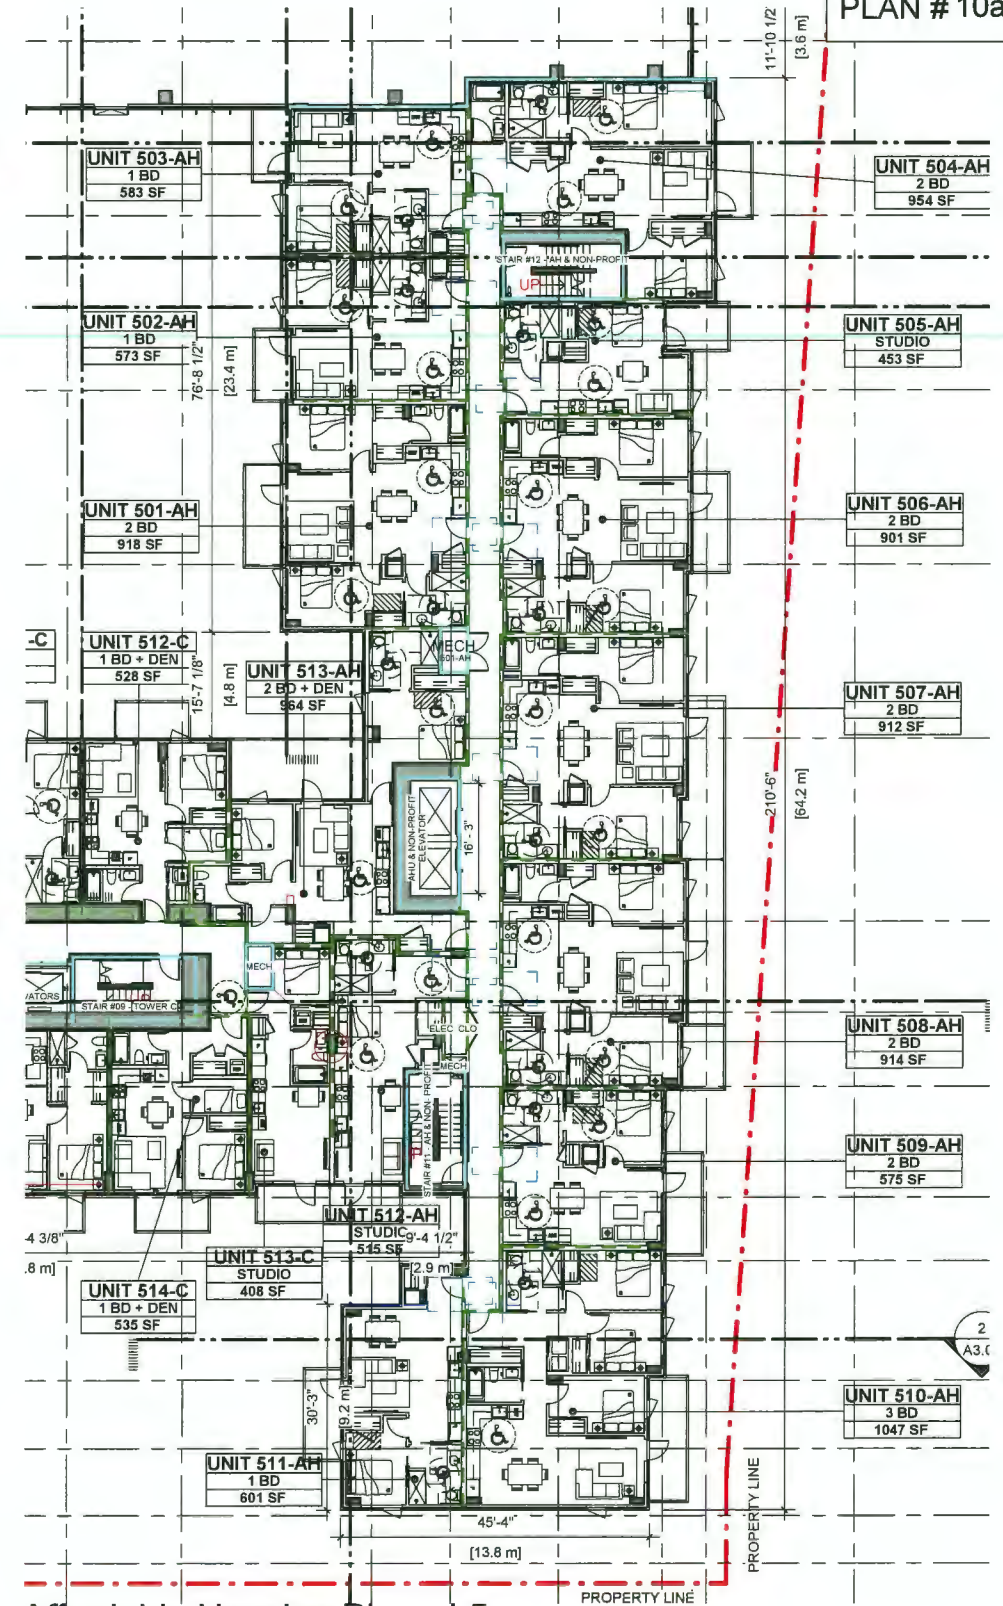 PLAN # 10a
11'-10 1/2"
[3.6 m]
UNIT 503-AH
1 BD
583 SF
UNIT 504-AH
2 BD
954 SF
STAIR #12 - AH & NON-PROFIT
UP
UNIT 502-AH
1 BD
573 SF
76'-8 1/2"
[23.4 m]
UNIT 505-AH
STUDIO
453 SF
UNIT 501-AH
2 BD
918 SF
UNIT 506-AH
2 BD
901 SF
-C
UNIT 512-C
1 BD + DEN
528 SF
15'-7 1/8"
[4.8 m]
UNIT 513-AH
2 BD + DEN
964 SF
MECH
501-AH
UNIT 507-AH
2 BD
912 SF
210'-6"
[64.2 m]
AHU & NON-PROFIT
ELEVATOR
16' - 3"
MECH
VATORS
STAIR #09 - TOWER C
ELEC CLO
MECH
STAIR #11 - AH & NON-PROFIT
UNIT 508-AH
2 BD
914 SF
UNIT 509-AH
2 BD
575 SF
-4 3/8"
.8 m]
UNIT 512-AH
STUDIO
515 SF
9'-4 1/2"
[2.9 m]
UNIT 513-C
STUDIO
408 SF
UNIT 514-C
1 BD + DEN
535 SF
2
A3.0
30'-3"
[9.2 m]
UNIT 510-AH
3 BD
1047 SF
UNIT 511-AH
1 BD
601 SF
45'-4"
[13.8 m]
PROPERTY LINE
PROPERTY LINE